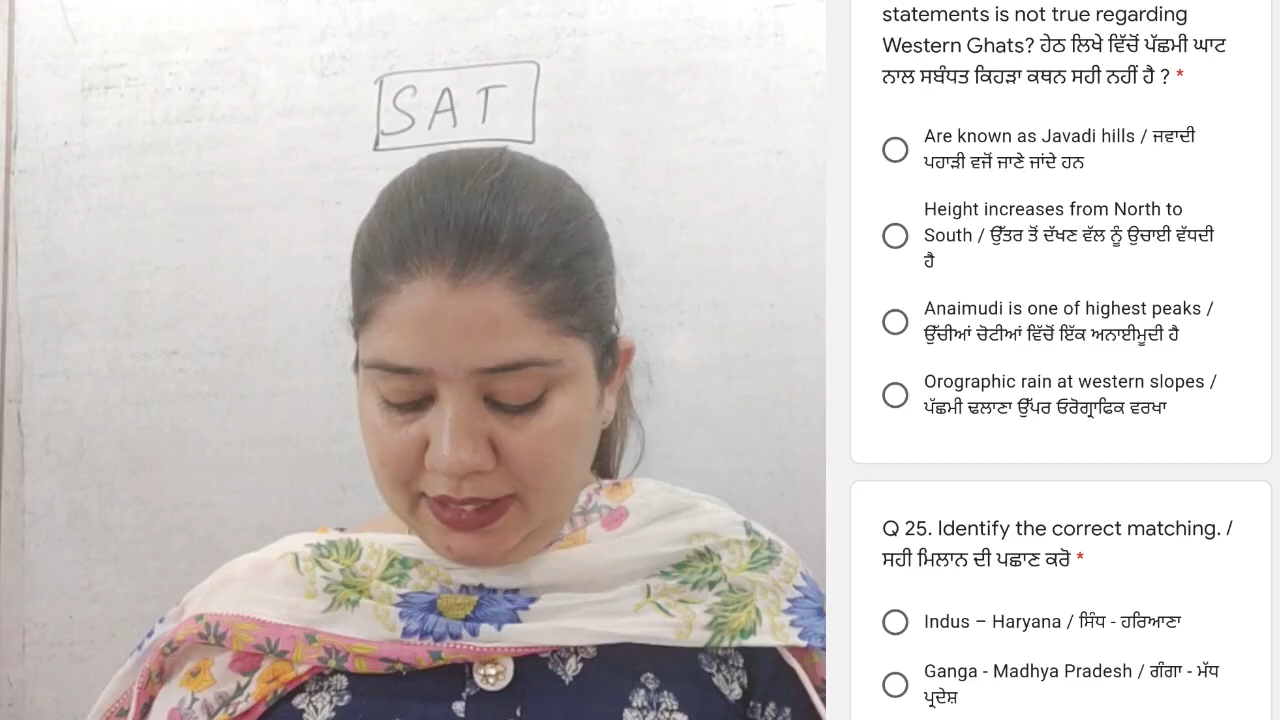 SAT
statements is not true regarding
Western Ghats? ਹੇਠ ਲਿਖੇ ਵਿੱਚੋਂ ਪੱਛਮੀ ਘਾਟ
ਨਾਲ ਸਬੰਧਤ ਕਿਹੜਾ ਕਥਨ ਸਹੀ ਨਹੀਂ ਹੈ ? *
Are known as Javadi hills / ਜਵਾਦੀ
ਪਹਾੜੀ ਵਜੋਂ ਜਾਣੇ ਜਾਂਦੇ ਹਨ
Height increases from North to
South / ਉੱਤਰ ਤੋਂ ਦੱਖਣ ਵੱਲ ਨੂੰ ਉਚਾਈ ਵੱਧਦੀ
ਹੈ
Anaimudi is one of highest peaks /
ਉੱਚੀਆਂ ਚੋਟੀਆਂ ਵਿੱਚੋਂ ਇੱਕ ਅਨਾਈਮੂਦੀ ਹੈ
Orographic rain at western slopes /
ਪੱਛਮੀ ਢਲਾਣਾ ਉੱਪਰ ਓਰੋਗ੍ਰਾਫਿਕ ਵਰਖਾ
Q 25. Identify the correct matching. /
ਸਹੀ ਮਿਲਾਨ ਦੀ ਪਛਾਣ ਕਰੋ *
Indus – Haryana / ਸਿੰਧ - ਹਰਿਆਣਾ
Ganga - Madhya Pradesh / ਗੰਗਾ - ਮੱਧ
ਪ੍ਰਦੇਸ਼